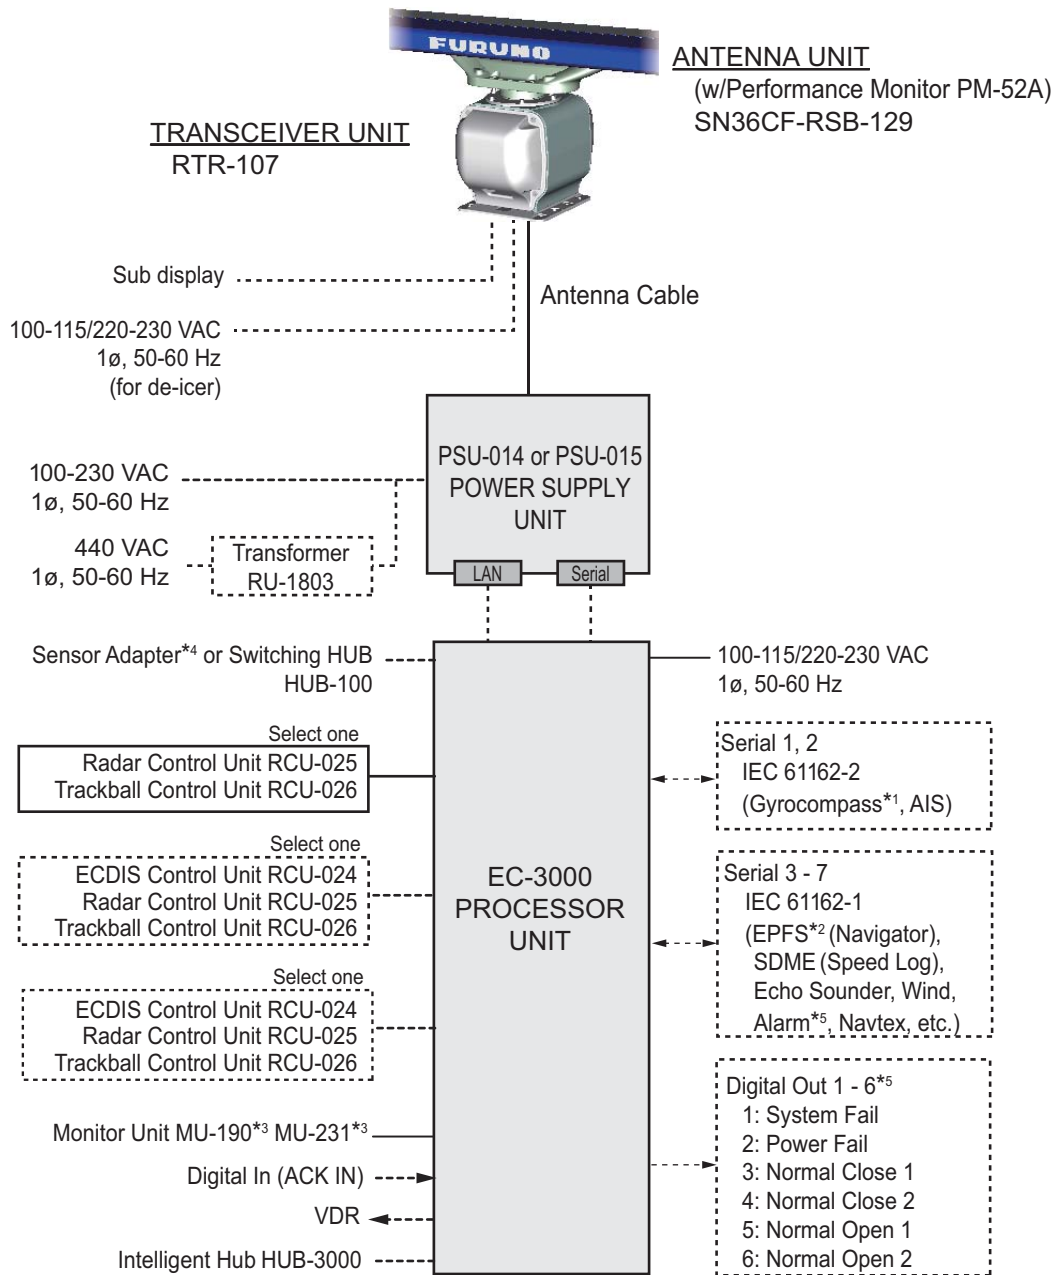 FURUNO
ANTENNA UNIT
(w/Performance Monitor PM-52A)
SN36CF-RSB-129
TRANSCEIVER UNIT
RTR-107
Sub display
Antenna Cable
100-115/220-230 VAC
1ø, 50-60 Hz
(for de-icer)
PSU-014 or PSU-015
POWER SUPPLY
UNIT
100-230 VAC
1ø, 50-60 Hz
440 VAC
1ø, 50-60 Hz
Transformer
RU-1803
LAN
Serial
Sensor Adapter*4 or Switching HUB
HUB-100
100-115/220-230 VAC
1ø, 50-60 Hz
Select one
Radar Control Unit RCU-025
Trackball Control Unit RCU-026
Serial 1, 2
IEC 61162-2
(Gyrocompass*1, AIS)
Select one
ECDIS Control Unit RCU-024
Radar Control Unit RCU-025
Trackball Control Unit RCU-026
EC-3000
PROCESSOR
UNIT
Serial 3 - 7
IEC 61162-1
(EPFS*2 (Navigator),
SDME (Speed Log),
Echo Sounder, Wind,
Alarm*5, Navtex, etc.)
Select one
ECDIS Control Unit RCU-024
Radar Control Unit RCU-025
Trackball Control Unit RCU-026
Monitor Unit MU-190*3 MU-231*3
Digital In (ACK IN)
VDR
Intelligent Hub HUB-3000
Digital Out 1 - 6*5
1: System Fail
2: Power Fail
3: Normal Close 1
4: Normal Close 2
5: Normal Open 1
6: Normal Open 2